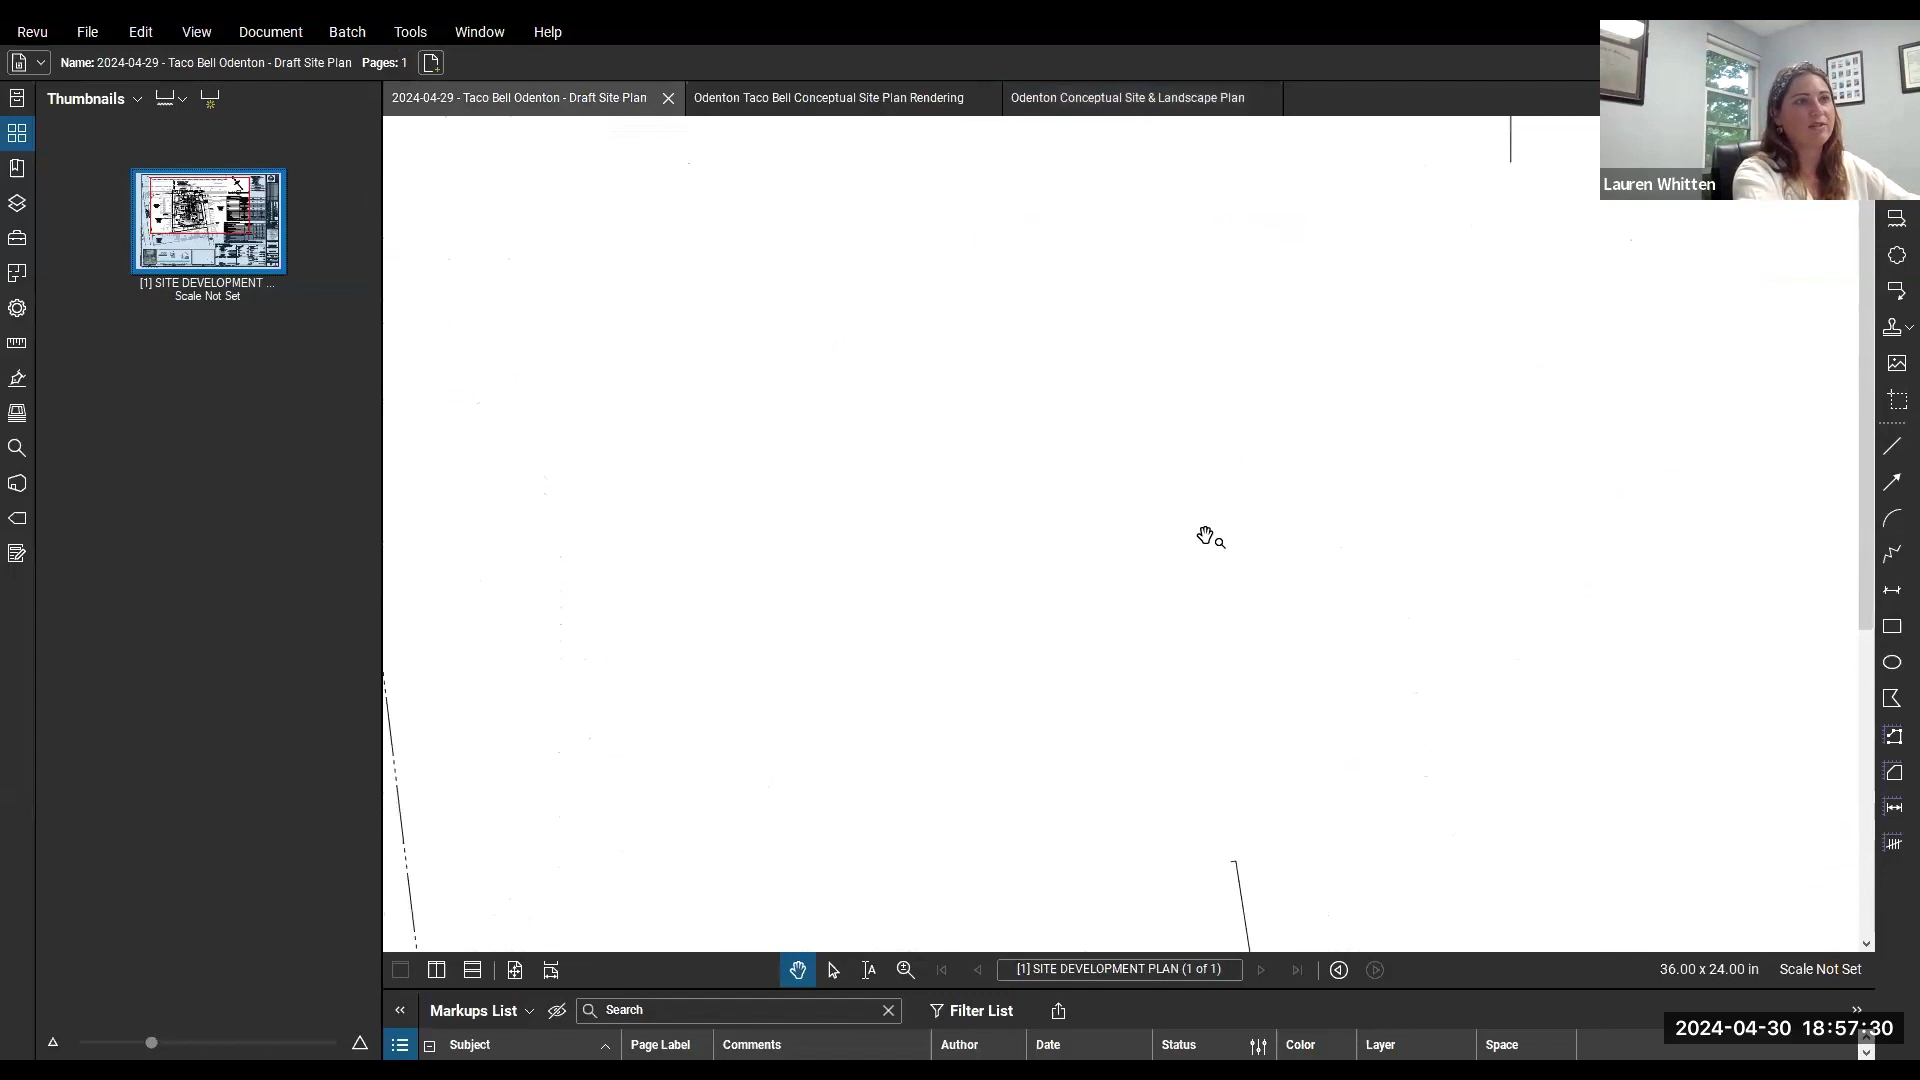 Revu File Edit View Document Batch Tools Window Help
Name: 2024-04-29 - Taco Bell Odenton - Draft Site Plan Pages: 1
Thumbnails
2024-04-29 - Taco Bell Odenton - Draft Site Plan
Odenton Taco Bell Conceptual Site Plan Rendering
Odenton Conceptual Site & Landscape Plan
Lauren Whitten
[1] SITE DEVELOPMENT ...
Scale Not Set
[1] SITE DEVELOPMENT PLAN (1 of 1)
36.00 x 24.00 in Scale Not Set
Markups List
Search
Filter List
2024-04-30 18:57:30
Subject Page Label Comments Author Date Status Color Layer Space